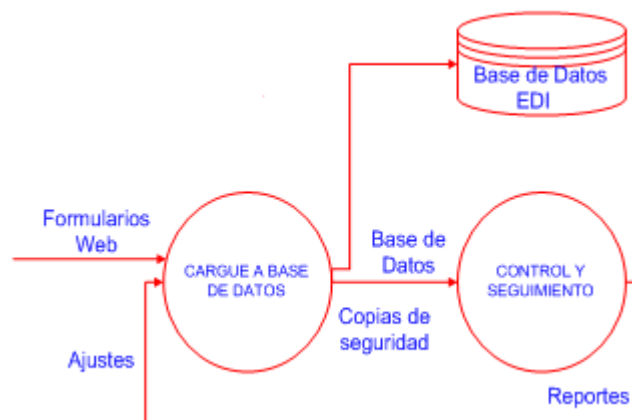 Base de Datos
EDI
Formularios
Web
CARGUE A BASE
DE DATOS
Base de
Datos
CONTROL Y
SEGUIMIENTO
Copias de
seguridad
Ajustes
Reportes